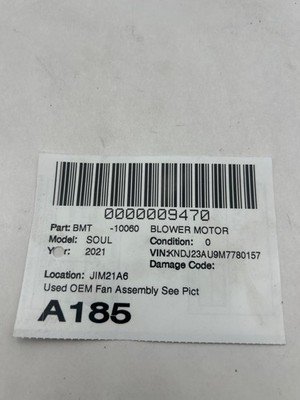 0000009470
Part: BMT -10060 BLOWER MOTOR
Model: SOUL Condition: 0
Year: 2021 VIN:KNDJ23AU9M7780157
Damage Code:
Location: JIM21A6
Used OEM Fan Assembly See Pict
A185